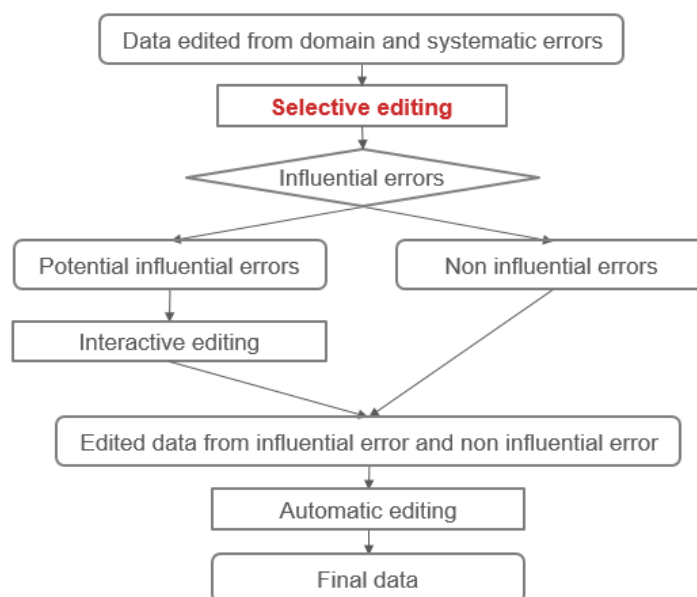 Data edited from domain and systematic errors
Selective editing
Influential errors
Potential influential errors
Non influential errors
Interactive editing
Edited data from influential error and non influential error
Automatic editing
Final data